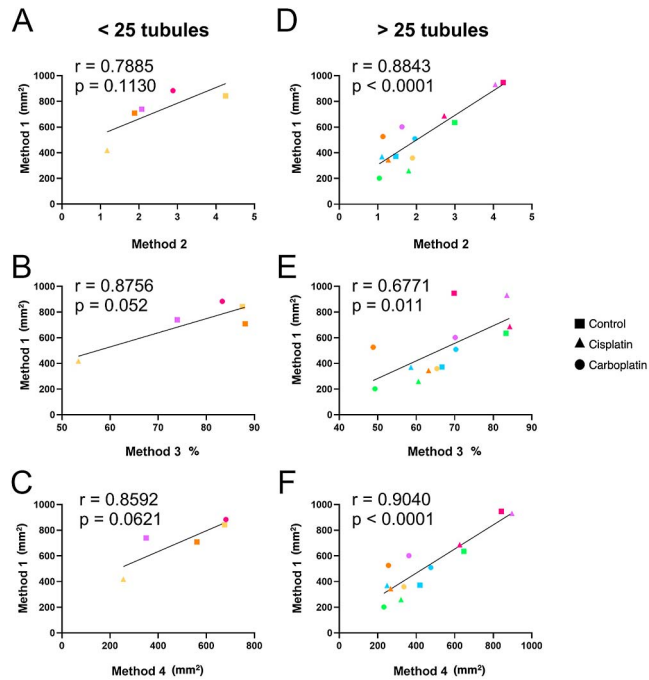 A
< 25 tubules
r = 0.7885
p = 0.1130
Method 1 (mm²)
1000
800
600
400
200
0
0 1 2 3 4 5
Method 2
D
> 25 tubules
r = 0.8843
p < 0.0001
Method 1 (mm²)
1000
800
600
400
200
0
0 1 2 3 4 5
Method 2
B
r = 0.8756
p = 0.052
Method 1 (mm²)
1000
800
600
400
200
0
50 60 70 80 90
Method 3 %
E
r = 0.6771
p = 0.011
Method 1 (mm²)
1000
800
600
400
200
0
40 50 60 70 80 90
Method 3 %
Control
Cisplatin
Carboplatin
C
r = 0.8592
p = 0.0621
Method 1 (mm²)
1000
800
600
400
200
0
0 200 400 600 800
Method 4 (mm²)
F
r = 0.9040
p < 0.0001
Method 1 (mm²)
1000
800
600
400
200
0
0 200 400 600 800 1000
Method 4 (mm²)